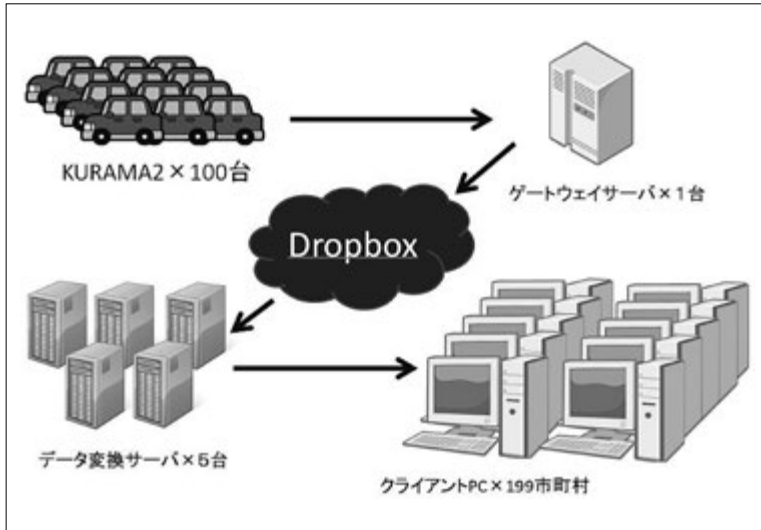 KURAMA2×100台
ゲートウェイサーバ×1台
Dropbox
データ変換サーバ×5台
クライアントPC×199市町村